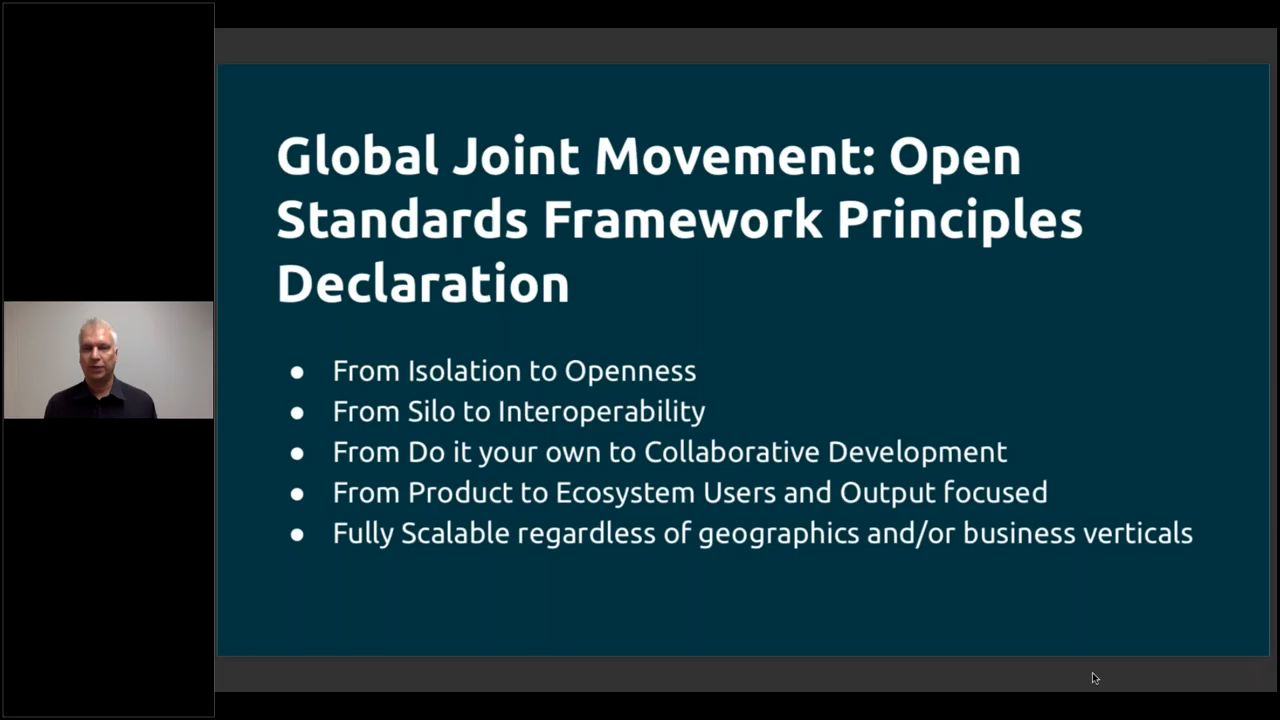 Global Joint Movement: Open
Standards Framework Principles
Declaration
● From Isolation to Openness
● From Silo to Interoperability
● From Do it your own to Collaborative Development
● From Product to Ecosystem Users and Output focused
● Fully Scalable regardless of geographics and/or business verticals